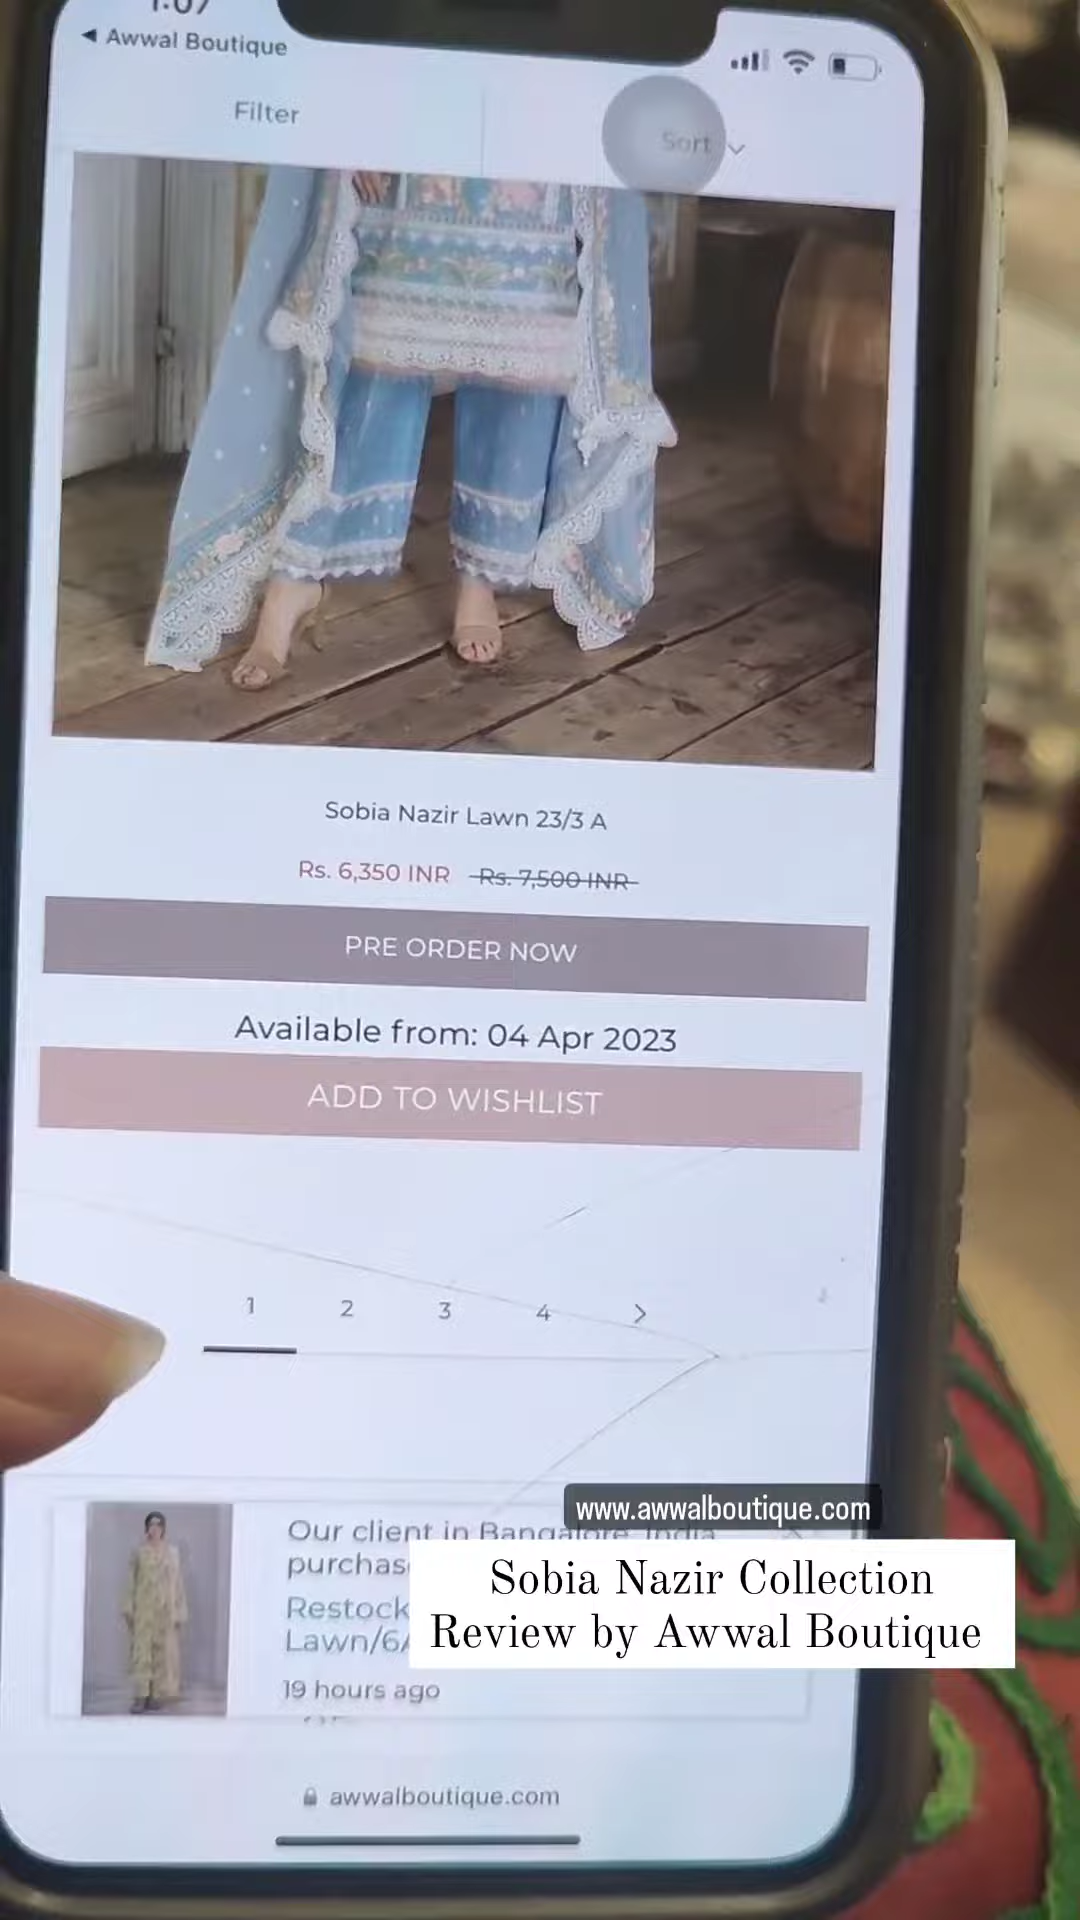 1:07
◀ Awwal Boutique
Filter
Sort
Sobia Nazir Lawn 23/3 A
Rs. 6,350 INR Rs. 7,500 INR
PRE ORDER NOW
Available from: 04 Apr 2023
ADD TO WISHLIST
1 2 3 4 >
www.awwalboutique.com
Our client in Bangalore, India
Sobia Nazir Collection
Review by Awwal Boutique
19 hours ago
awwalboutique.com